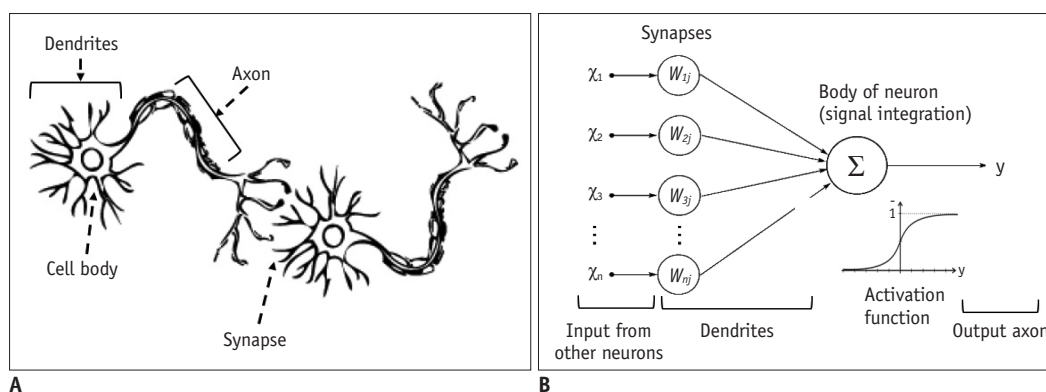 Dendrites
Axon
Cell body
Synapse
A
Synapses
χ₁ W₁ⱼ
Body of neuron
(signal integration)
χ₂ W₂ⱼ
Σ y
χ₃ W₃ⱼ
1
χₙ Wₙⱼ
y
Activation
function
Input from
other neurons
Dendrites
Output axon
B